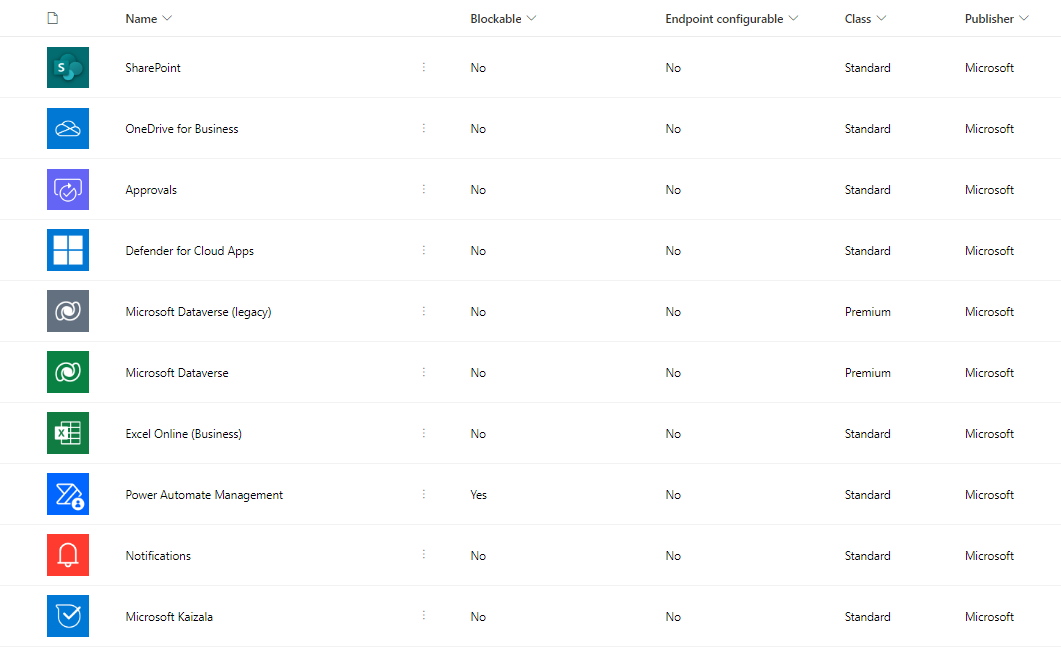 Name Blockable Endpoint configurable Class Publisher
S SharePoint No No Standard Microsoft
OneDrive for Business No No Standard Microsoft
Approvals No No Standard Microsoft
Defender for Cloud Apps No No Standard Microsoft
Microsoft Dataverse (legacy) No No Premium Microsoft
Microsoft Dataverse No No Premium Microsoft
X Excel Online (Business) No No Standard Microsoft
Power Automate Management Yes No Standard Microsoft
Notifications No No Standard Microsoft
Microsoft Kaizala No No Standard Microsoft